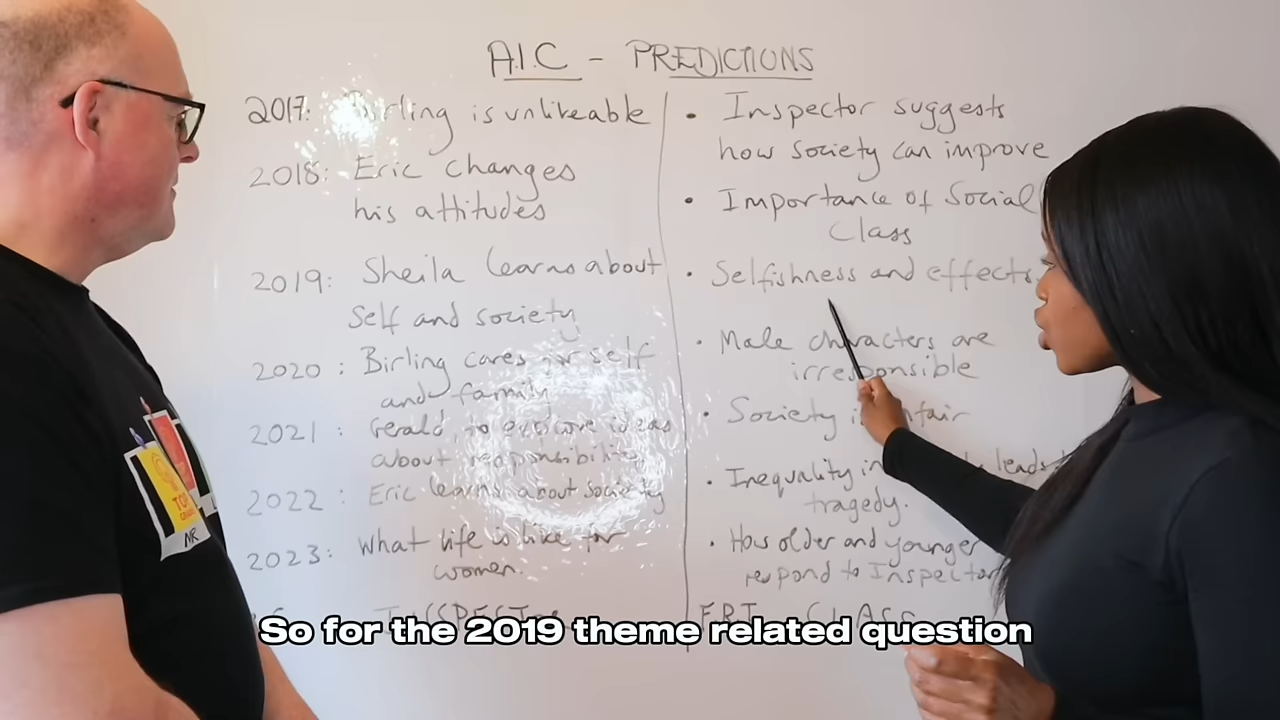 A.I.C - PREDICTIONS
2017: Birling is unlikeable
2018: Eric changes
his attitudes
2019: Sheila learns about
self and society
2020: Birling cares for self
and family
2021: Gerald to explore ideas
about responsibility
2022: Eric learns about society
2023: What life is like for
women.
• Inspector suggests
how society can improve
• Importance of Social
Class
• Selfishness and effects
• Male characters are
irresponsible
• Society is unfair
• Inequality in leads
tragedy.
• How older and younger
respond to Inspector
TOP
MR
So for the 2019 theme related question